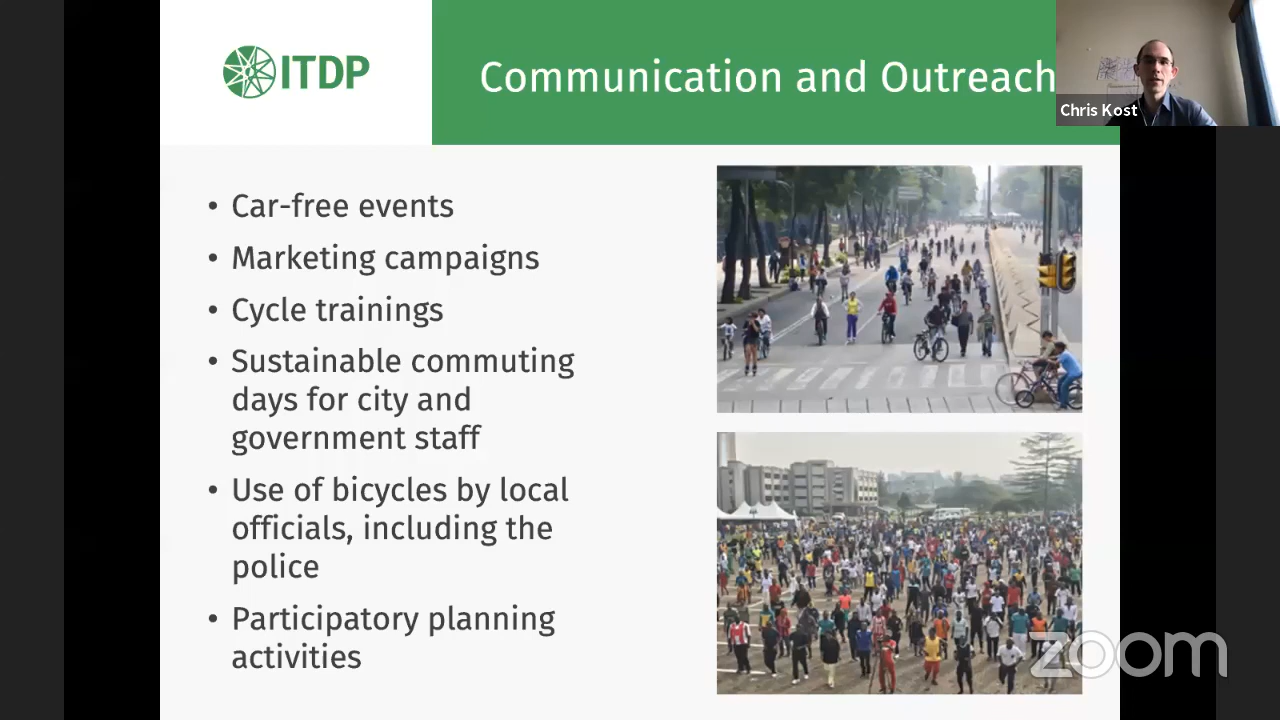 ITDP
Communication and Outreach
Chris Kost
• Car-free events
• Marketing campaigns
• Cycle trainings
• Sustainable commuting
days for city and
government staff
• Use of bicycles by local
officials, including the
police
• Participatory planning
activities
zoom